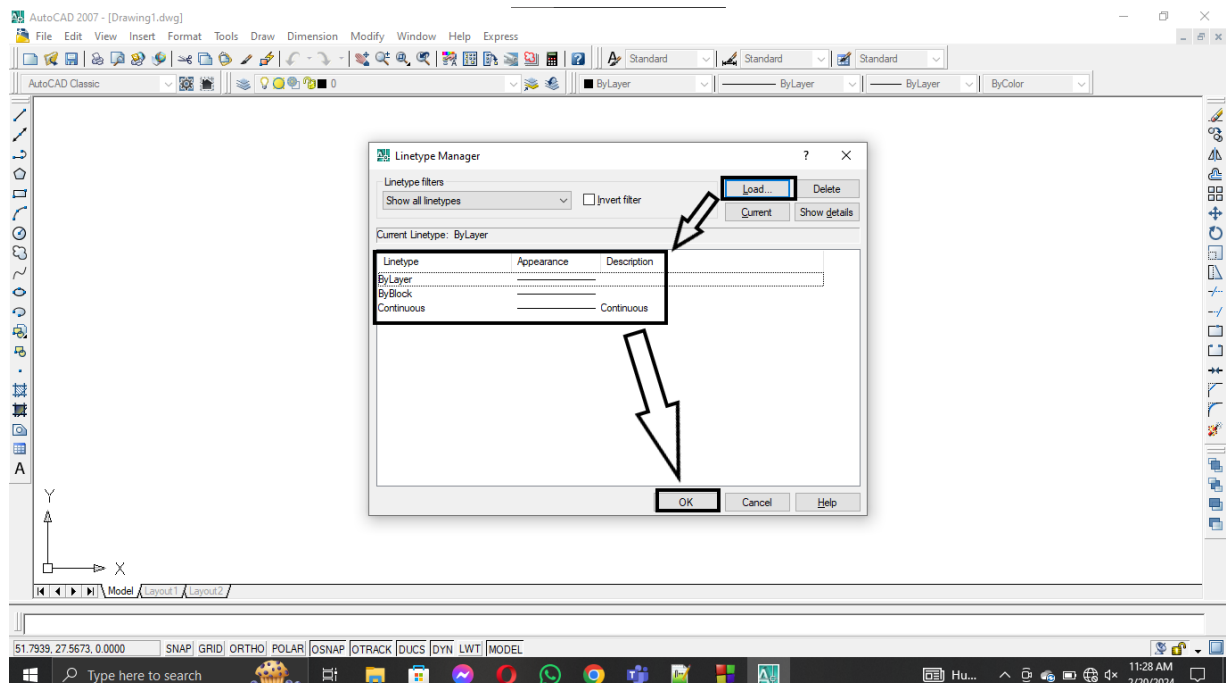 AutoCAD 2007 - [Drawing1.dwg]
File Edit View Insert Format Tools Draw Dimension Modify Window Help Express
Standard Standard Standard
AutoCAD Classic 0 ByLayer ByLayer ByLayer ByColor
Linetype Manager ?
Linetype filters
Load... Delete
Show all linetypes Invert filter
Current Show details
Current Linetype: ByLayer
Linetype Appearance Description
ByLayer
ByBlock
Continuous Continuous
A
OK Cancel Help
Y
X
Model Layout1 Layout2
51.7939, 27.5673, 0.0000 SNAP GRID ORTHO POLAR OSNAP OTRACK DUCS DYN LWT MODEL
Type here to search Hu... 11:28 AM
2/20/2024